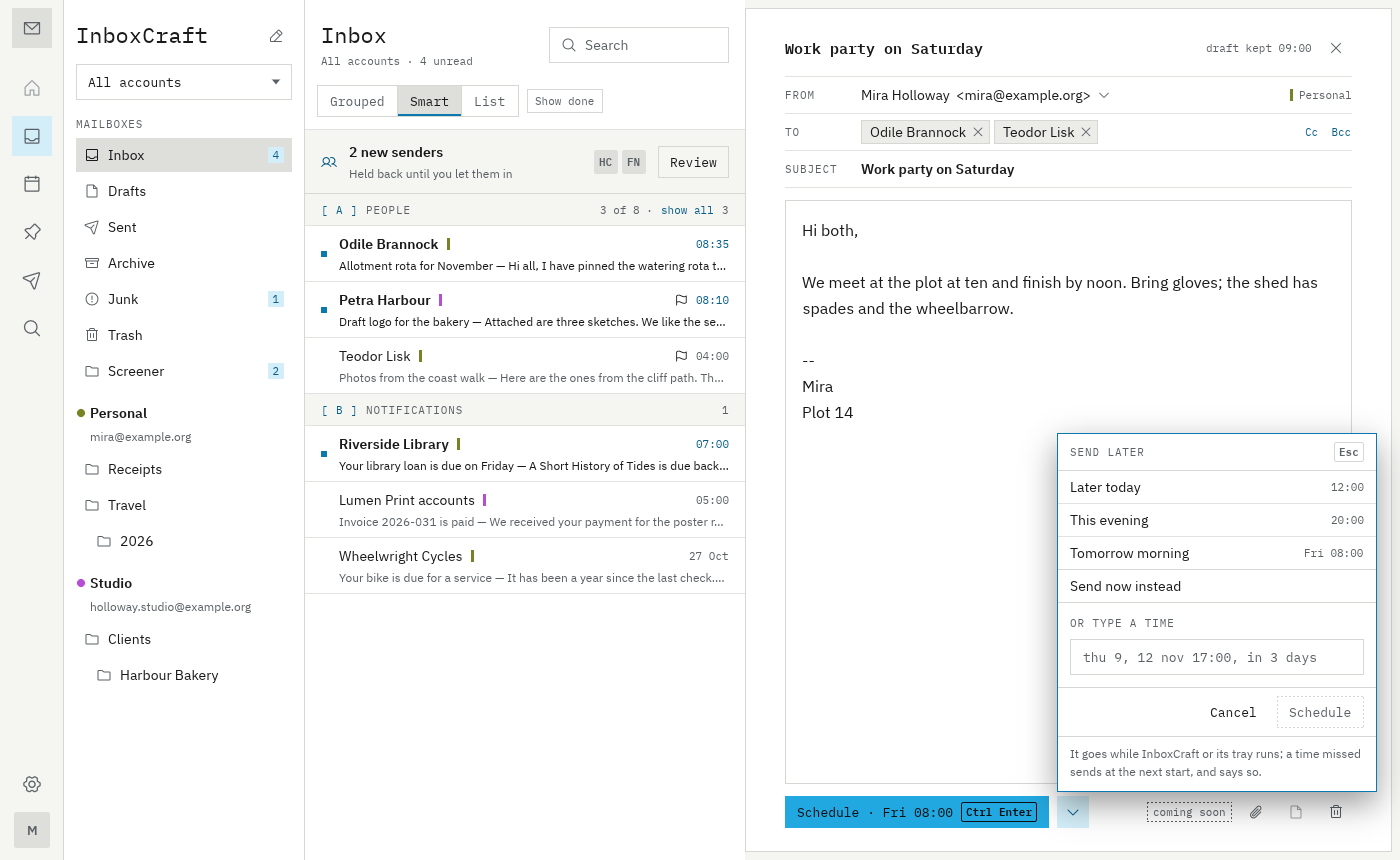 InboxCraft
All accounts
MAILBOXES
Inbox 4
Drafts
Sent
Archive
Junk 1
Trash
Screener 2
Personal
mira@example.org
Receipts
Travel
2026
Studio
holloway.studio@example.org
Clients
Harbour Bakery
M
Inbox
All accounts · 4 unread
Search
Grouped Smart List Show done
2 new senders
Held back until you let them in
HC FN Review
[ A ] PEOPLE 3 of 8 · show all 3
Odile Brannock 08:35
Allotment rota for November — Hi all, I have pinned the watering rota t…
Petra Harbour 08:10
Draft logo for the bakery — Attached are three sketches. We like the se…
Teodor Lisk 04:00
Photos from the coast walk — Here are the ones from the cliff path. Th…
[ B ] NOTIFICATIONS 1
Riverside Library 07:00
Your library loan is due on Friday — A Short History of Tides is due back…
Lumen Print accounts 05:00
Invoice 2026-031 is paid — We received your payment for the poster r…
Wheelwright Cycles 27 Oct
Your bike is due for a service — It has been a year since the last check.…
Work party on Saturday draft kept 09:00
FROM Mira Holloway <mira@example.org> Personal
TO Odile Brannock Teodor Lisk Cc Bcc
SUBJECT Work party on Saturday
Hi both,
We meet at the plot at ten and finish by noon. Bring gloves; the shed has
spades and the wheelbarrow.
--
Mira
Plot 14
SEND LATER Esc
Later today 12:00
This evening 20:00
Tomorrow morning Fri 08:00
Send now instead
OR TYPE A TIME
thu 9, 12 nov 17:00, in 3 days
Cancel Schedule
It goes while InboxCraft or its tray runs; a time missed
sends at the next start, and says so.
Schedule · Fri 08:00 Ctrl Enter
coming soon